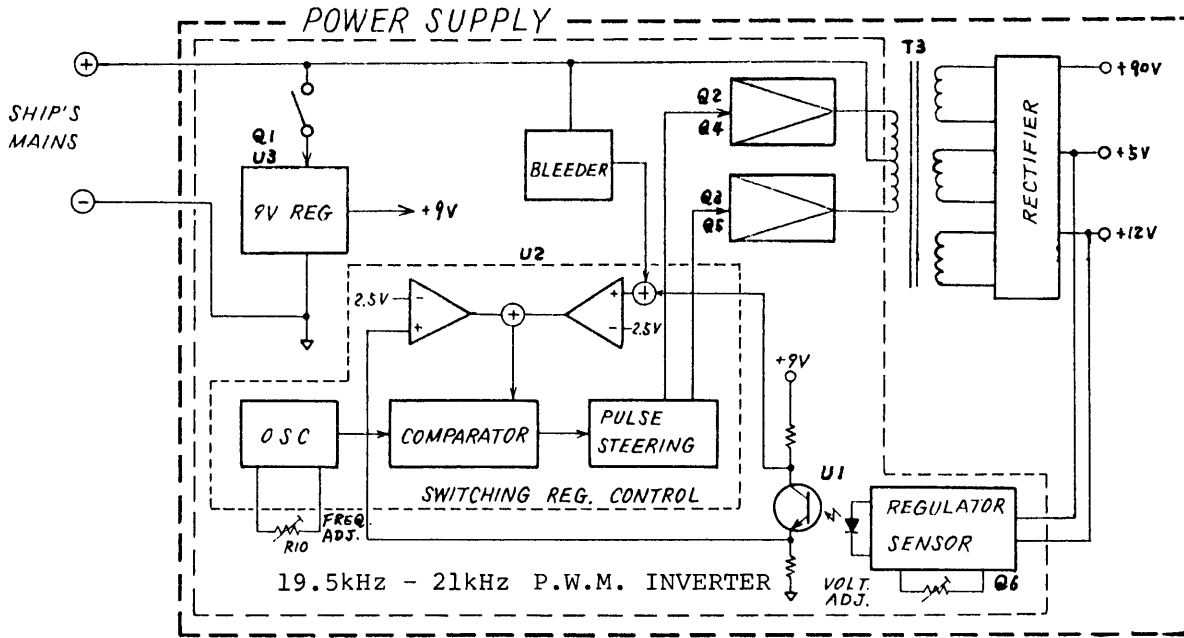 POWER SUPPLY
+
SHIP'S
MAINS
-
Q1
U3
9V REG
+9V
BLEEDER
Q2
Q4
Q3
Q5
T3
RECTIFIER
+90V
+5V
+12V
U2
2.5V
-
+
+
+
-
2.5V
+
OSC
COMPARATOR
PULSE
STEERING
SWITCHING REG. CONTROL
R10
FREQ.
ADJ.
+9V
U1
REGULATOR
SENSOR
Q6
VOLT.
ADJ.
19.5kHz - 21kHz P.W.M. INVERTER